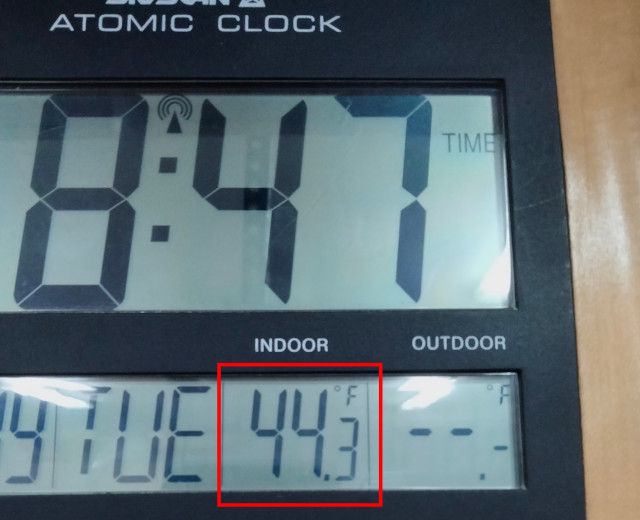 ATOMIC CLOCK
8:47 TIME
INDOOR OUTDOOR
TUE 44.3 °F --.- °F